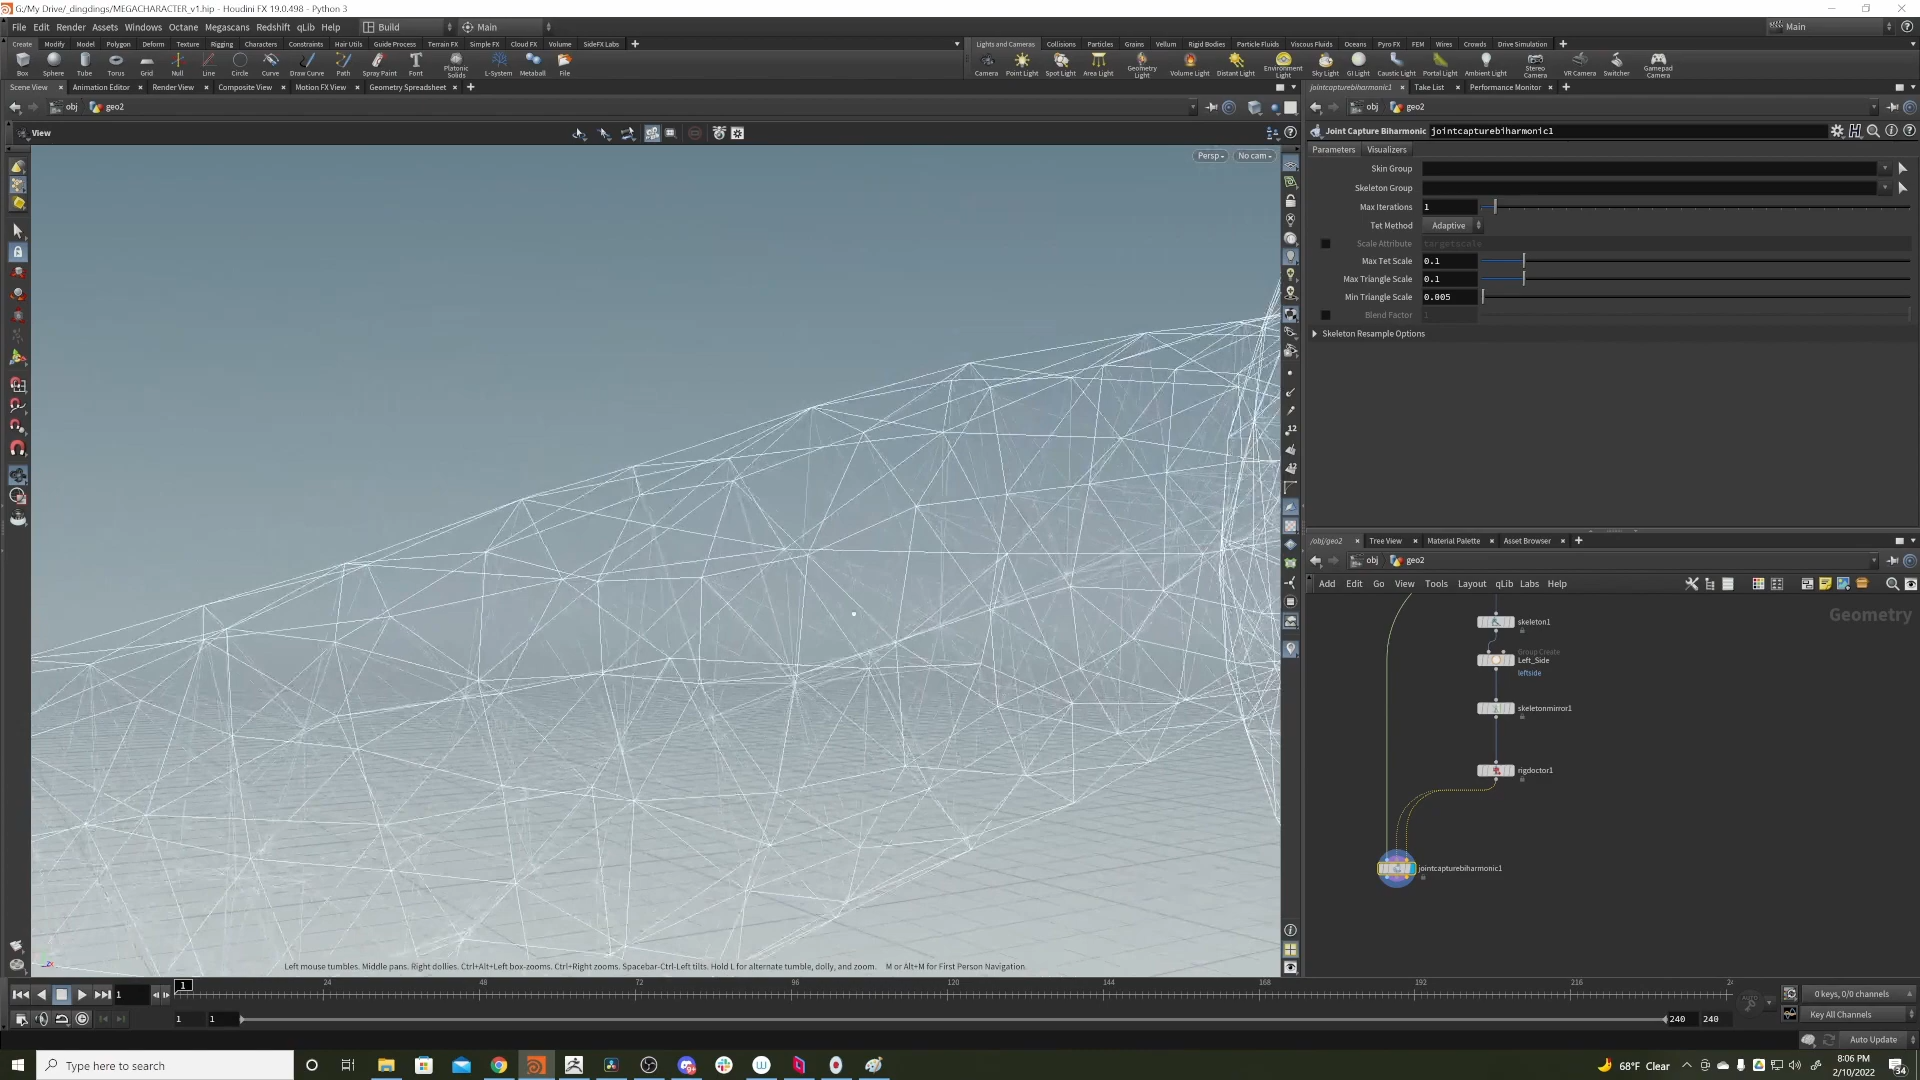 G:/My Drive/_dingdings/MEGACHARACTER_v1.hip - Houdini FX 19.0.498 - Python 3
File Edit Render Assets Windows Octane Megascans Redshift qLib Help Build Main Main
Create Modify Model Polygon Deform Texture Rigging Characters Constraints Hair Utils Guide Process Terrain FX Simple FX Cloud FX Volume SideFX Labs
Lights and Cameras Collisions Particles Grains Vellum Rigid Bodies Particle Fluids Viscous Fluids Oceans Pyro FX FEM Wires Crowds Drive Simulation
Box Sphere Tube Torus Grid Null Line Circle Curve Draw Curve Path Spray Paint Font Platonic Solids L-System Metaball File
Camera Point Light Spot Light Area Light Geometry Light Volume Light Distant Light Environment Light Sky Light GI Light Caustic Light Portal Light Ambient Light Stereo Camera VR Camera Switcher Gamepad Camera
Scene View Animation Editor Render View Composite View Motion FX View Geometry Spreadsheet
jointcapturebiharmonic1 Take List Performance Monitor
obj geo2
obj geo2
View
Joint Capture Biharmonic jointcapturebiharmonic1
Parameters Visualizers
Persp No cam
Skin Group
Skeleton Group
Max Iterations 1
Tet Method Adaptive
Scale Attribute targetscale
Max Tet Scale 0.1
Max Triangle Scale 0.1
Min Triangle Scale 0.005
Blend Factor 1
Skeleton Resample Options
/obj/geo2 Tree View Material Palette Asset Browser
obj geo2
Add Edit Go View Tools Layout qLib Labs Help
Geometry
skeleton1
Group Create
Left_Side
leftside
skeletonmirror1
rigdoctor1
jointcapturebiharmonic1
12
12
Left mouse tumbles. Middle pans. Right dollies. Ctrl+Alt+Left box-zooms. Ctrl+Right zooms. Spacebar-Ctrl-Left tilts. Hold L for alternate tumble, dolly, and zoom. M or Alt+M for First Person Navigation.
1 1 24 48 72 96 120 144 168 192 216 24
0 keys, 0/0 channels
1 1 240 240
Key All Channels
Auto Update
Type here to search
68°F Clear
8:06 PM
2/10/2022
34